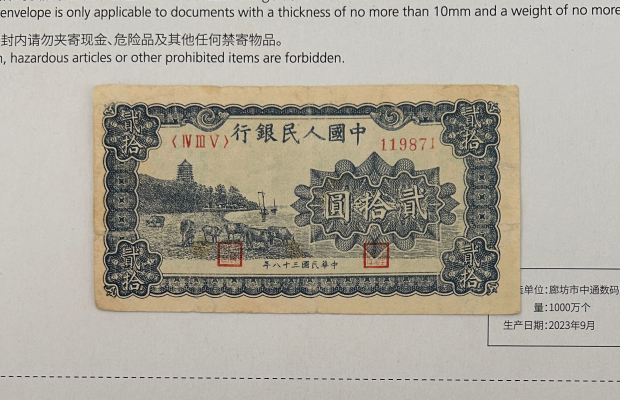 envelope is only applicable to documents with a thickness of no more than 10mm and a weight of no more
封内请勿夹寄现金、危险品及其他任何禁寄物品。
n, hazardous articles or other prohibited items are forbidden.
貳拾
貳拾
行銀民人國中
〈ⅣⅢⅤ〉
119871
圓拾貳
年八十三國民華中
貳拾
貳拾
单位：廊坊市中通数码
量：1000万个
生产日期：2023年9月